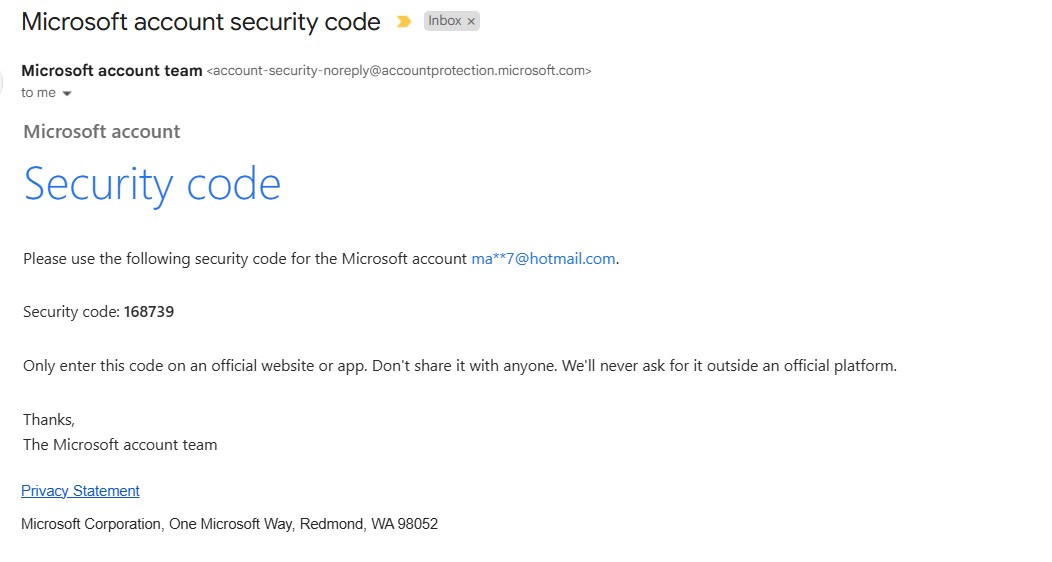 Microsoft account security code Inbox ×
Microsoft account team <account-security-noreply@accountprotection.microsoft.com>
to me
Microsoft account
Security code
Please use the following security code for the Microsoft account ma**7@hotmail.com.
Security code: 168739
Only enter this code on an official website or app. Don't share it with anyone. We'll never ask for it outside an official platform.
Thanks,
The Microsoft account team
Privacy Statement
Microsoft Corporation, One Microsoft Way, Redmond, WA 98052